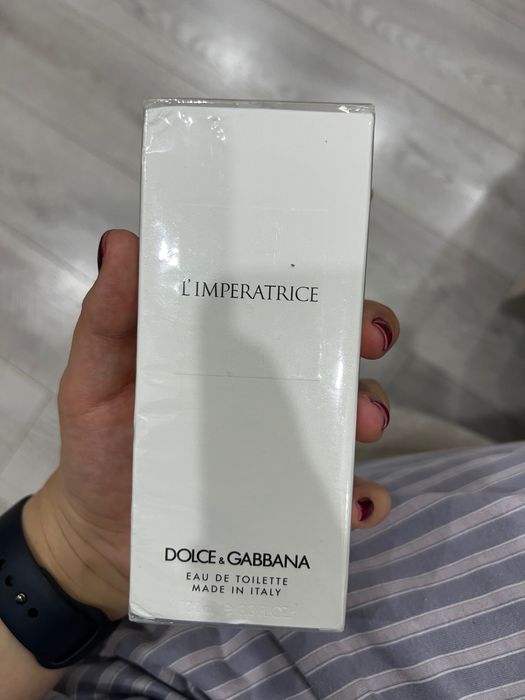 L'IMPERATRICE
DOLCE & GABBANA
EAU DE TOILETTE
MADE IN ITALY